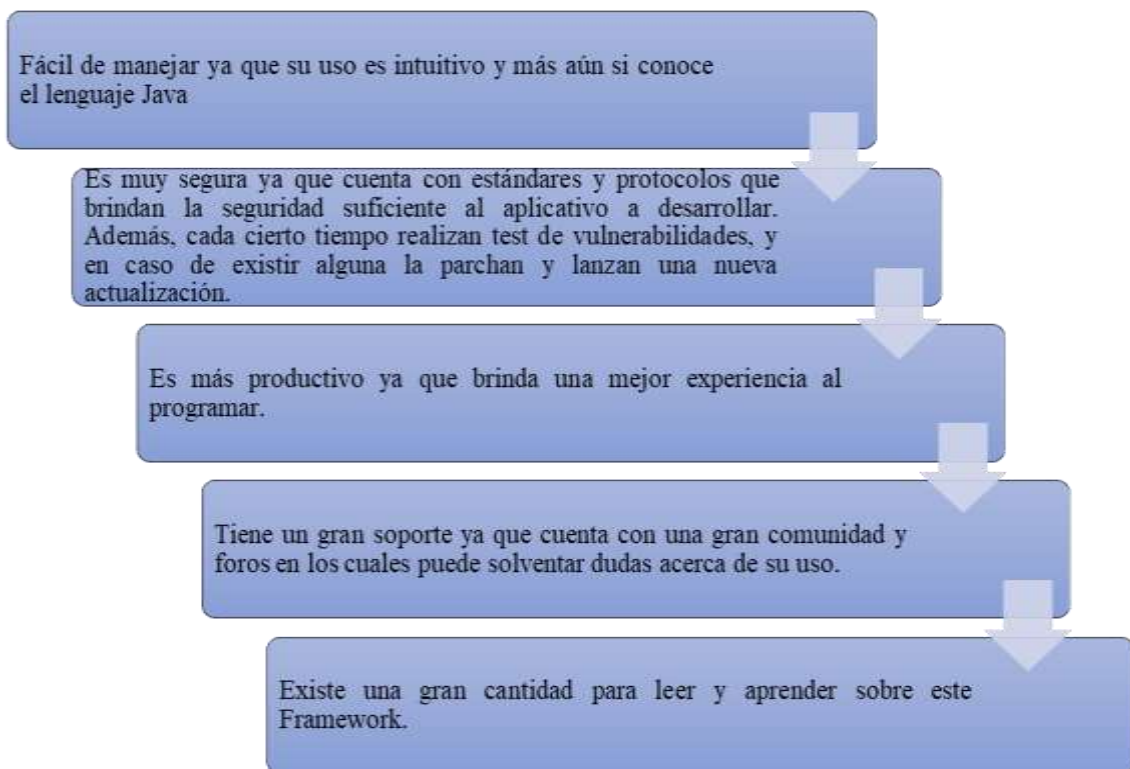 Fácil de manejar ya que su uso es intuitivo y más aún si conoce
el lenguaje Java
Es muy segura ya que cuenta con estándares y protocolos que
brindan la seguridad suficiente al aplicativo a desarrollar.
Además, cada cierto tiempo realizan test de vulnerabilidades, y
en caso de existir alguna la parchan y lanzan una nueva
actualización.
Es más productivo ya que brinda una mejor experiencia al
programar.
Tiene un gran soporte ya que cuenta con una gran comunidad y
foros en los cuales puede solventar dudas acerca de su uso.
Existe una gran cantidad para leer y aprender sobre este
Framework.